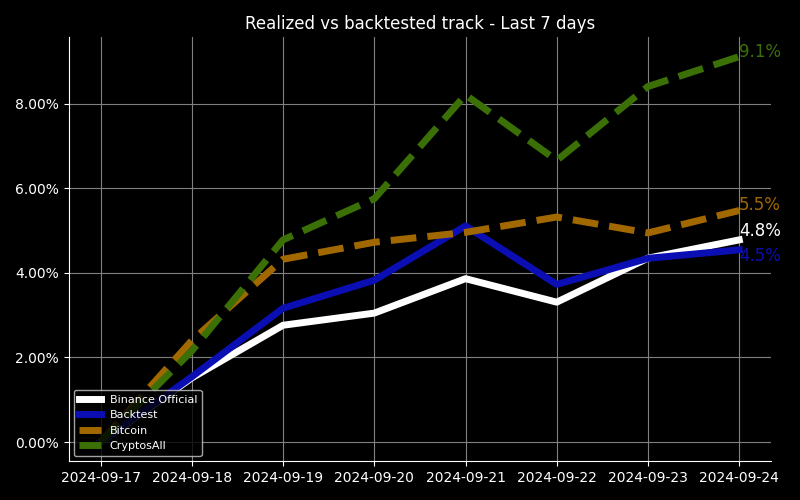 Realized vs backtested track - Last 7 days
9.1%
8.00%
6.00%
5.5%
4.8%
4.5%
4.00%
2.00%
0.00%
Binance Official
Backtest
Bitcoin
CryptosAll
2024-09-17 2024-09-18 2024-09-19 2024-09-20 2024-09-21 2024-09-22 2024-09-23 2024-09-24